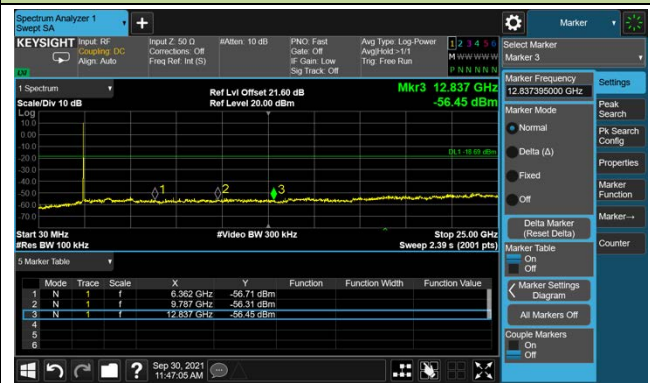 Spectrum Analyzer 1
Swept SA
Marker
KEYSIGHT
Input: RF
Coupling: DC
Align: Auto
Input Z: 50 Ω
Corrections: Off
Freq Ref: Int (S)
#Atten: 10 dB
PNO: Fast
Gate: Off
IF Gain: Low
Sig Track: Off
Avg Type: Log-Power
Avg|Hold:>1/1
Trig: Free Run
1 2 3 4 5 6
M W W W W W
P N N N N N
Select Marker
Marker 3
1 Spectrum
Scale/Div 10 dB
Ref Lvl Offset 21.60 dB
Ref Level 20.00 dBm
Mkr3 12.837 GHz
-56.45 dBm
Log
10.0
0.00
-10.0
-20.0
-30.0
-40.0
-50.0
-60.0
-70.0
1
2
3
Start 30 MHz
#Res BW 100 kHz
#Video BW 300 kHz
Stop 25.00 GHz
Sweep 2.39 s (2001 pts)
5 Marker Table
Mode Trace Scale X Y Function Function Width Function Value
1 N 1 f 6.362 GHz -56.71 dBm
2 N 1 f 9.787 GHz -56.31 dBm
3 N 1 f 12.837 GHz -56.45 dBm
4
5
6
Marker Frequency
12.837395000 GHz
Marker Mode
Normal
Delta (Δ)
Fixed
Off
Delta Marker
(Reset Delta)
Marker Table
On
Off
Marker Settings
Diagram
All Markers Off
Couple Markers
On
Off
Settings
Peak
Search
Pk Search
Config
Properties
Marker
Function
Marker→
Counter
Sep 30, 2021
11:47:05 AM